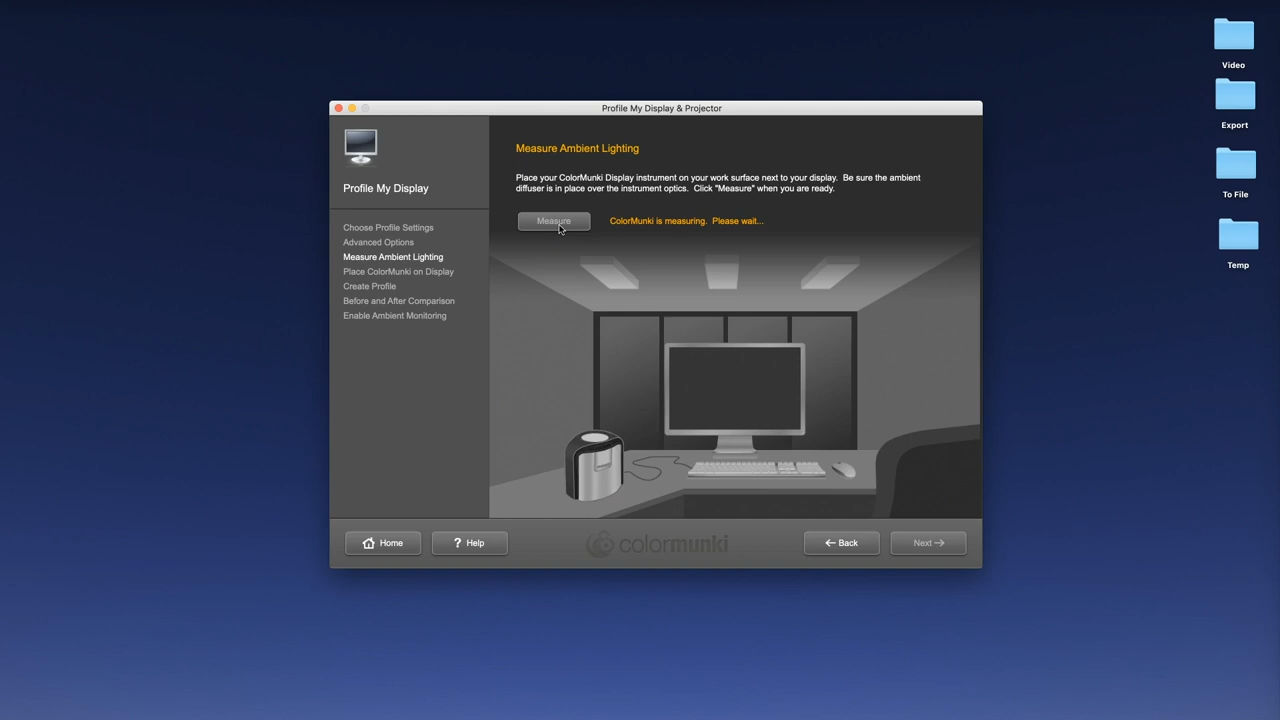 Video
Export
To File
Temp
Profile My Display & Projector
Profile My Display
Choose Profile Settings
Advanced Options
Measure Ambient Lighting
Place ColorMunki on Display
Create Profile
Before and After Comparison
Enable Ambient Monitoring
Measure Ambient Lighting
Place your ColorMunki Display instrument on your work surface next to your display. Be sure the ambient
diffuser is in place over the instrument optics. Click "Measure" when you are ready.
Measure
ColorMunki is measuring. Please wait...
Home
? Help
colormunki
Back
Next